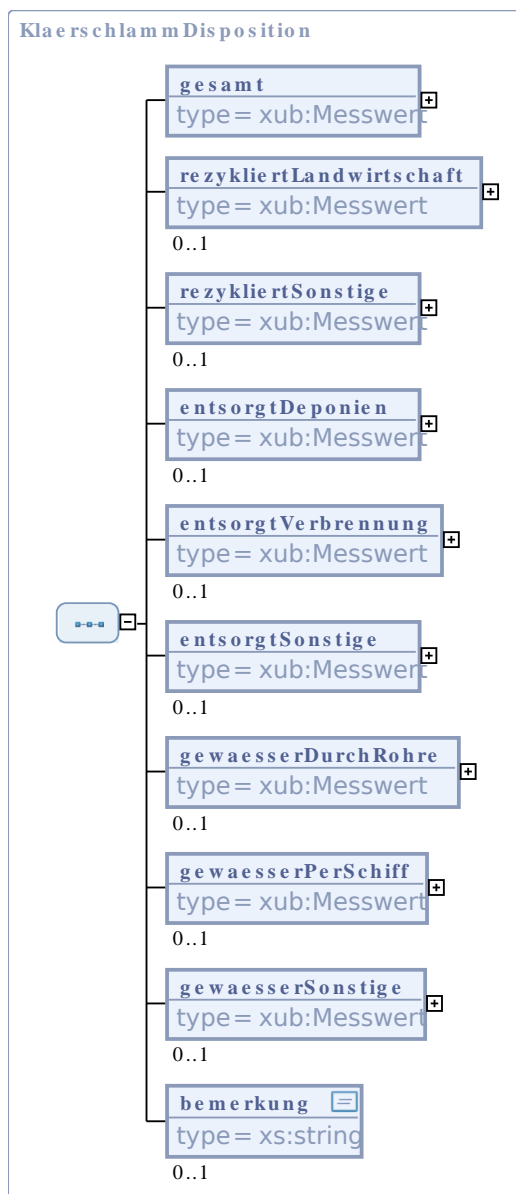 KlaerschlammDisposition
gesamt
type= xub:Messwert
rezykliertLandwirtschaft
type= xub:Messwert
0..1
rezykliertSonstige
type= xub:Messwert
0..1
entsorgtDeponien
type= xub:Messwert
0..1
entsorgtVerbrennung
type= xub:Messwert
0..1
entsorgtSonstige
type= xub:Messwert
0..1
gewaesserDurchRohre
type= xub:Messwert
0..1
gewaesserPerSchiff
type= xub:Messwert
0..1
gewaesserSonstige
type= xub:Messwert
0..1
bemerkung
type= xs:string
0..1